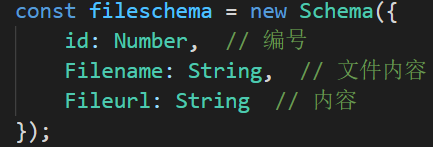 const fileschema = new Schema({
id: Number, // 编号
Filename: String, // 文件内容
Fileurl: String // 内容
});